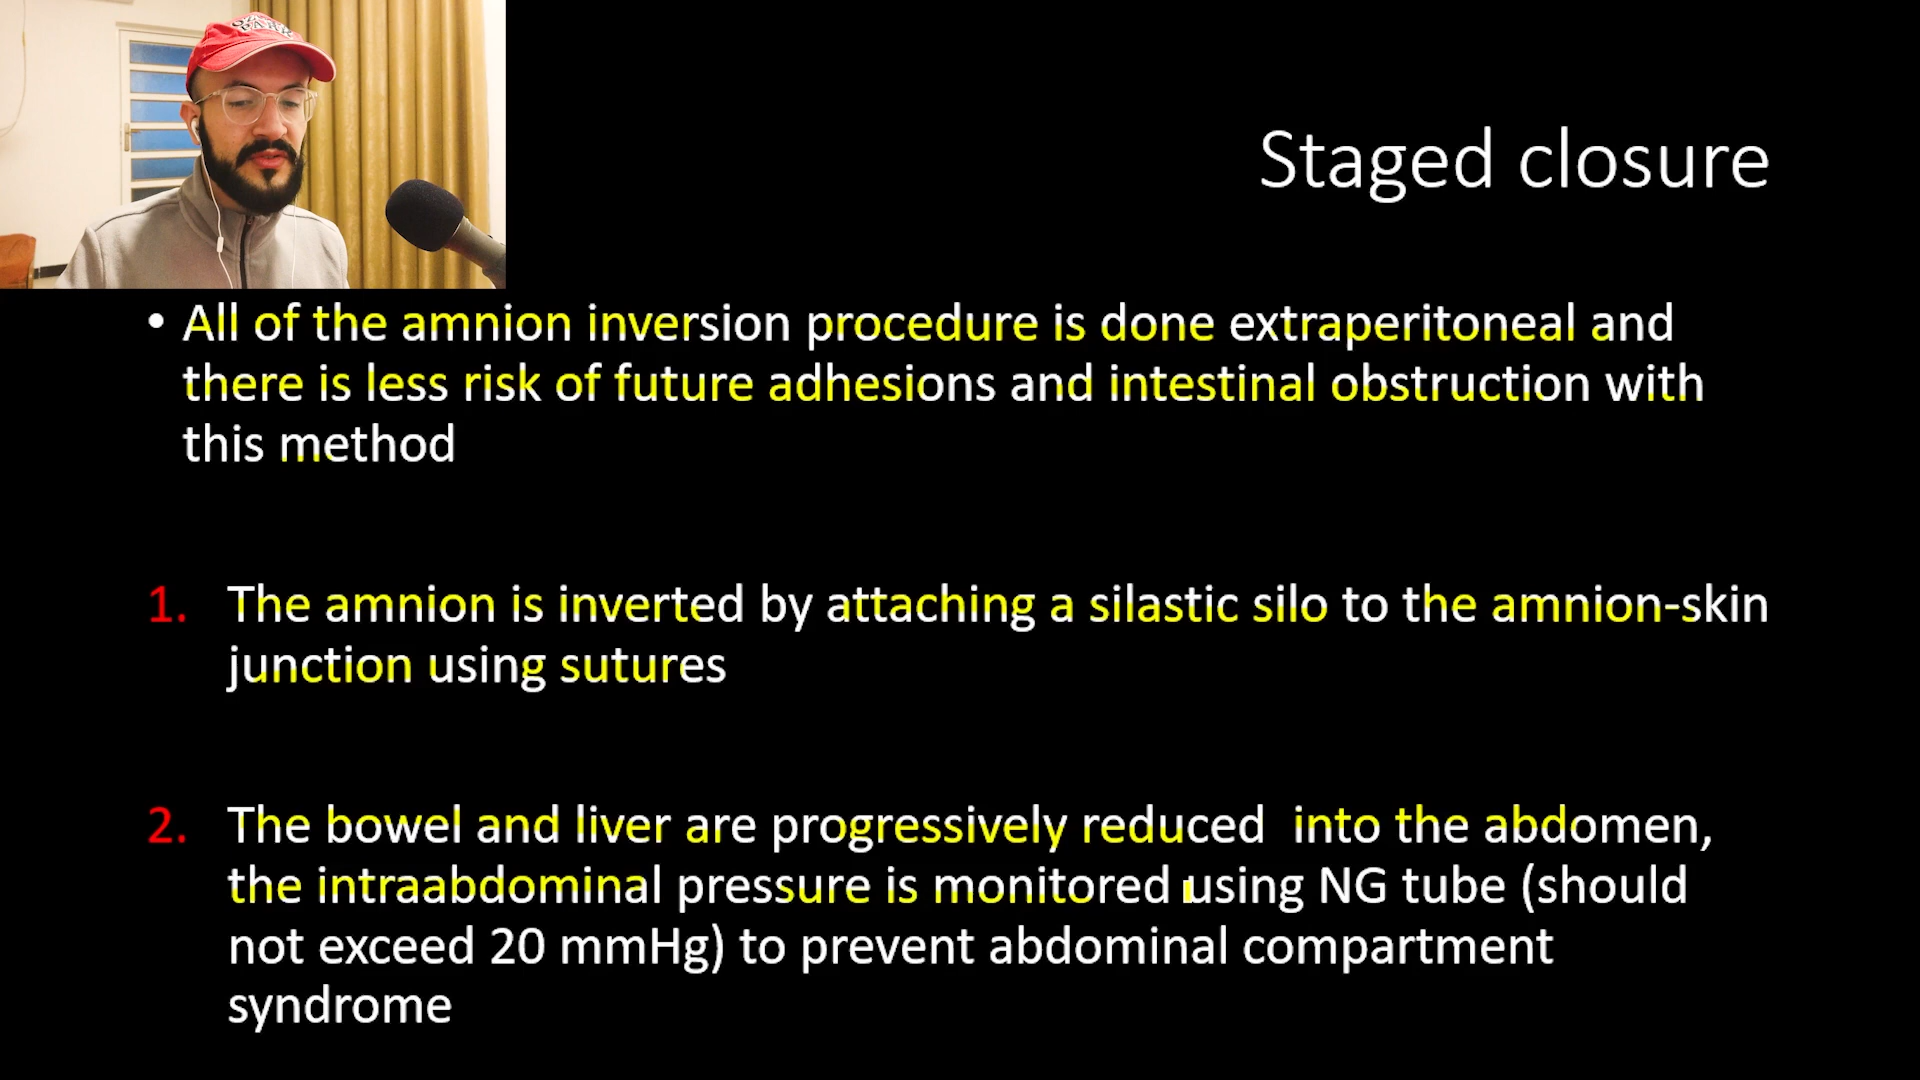 Staged closure
• All of the amnion inversion procedure is done extraperitoneal and
there is less risk of future adhesions and intestinal obstruction with
this method
1. The amnion is inverted by attaching a silastic silo to the amnion-skin
junction using sutures
2. The bowel and liver are progressively reduced into the abdomen,
the intraabdominal pressure is monitored using NG tube (should
not exceed 20 mmHg) to prevent abdominal compartment
syndrome